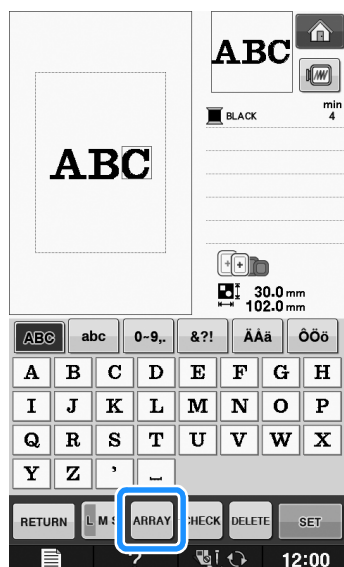 ABC
ABC
BLACK
min
4
30.0 mm
102.0 mm
ABC abc 0~9,. &?! ÄÅä ÔÖö
A B C D E F G H
I J K L M N O P
Q R S T U V W X
Y Z ’ _
RETURN L M S ARRAY CHECK DELETE SET
? 12:00